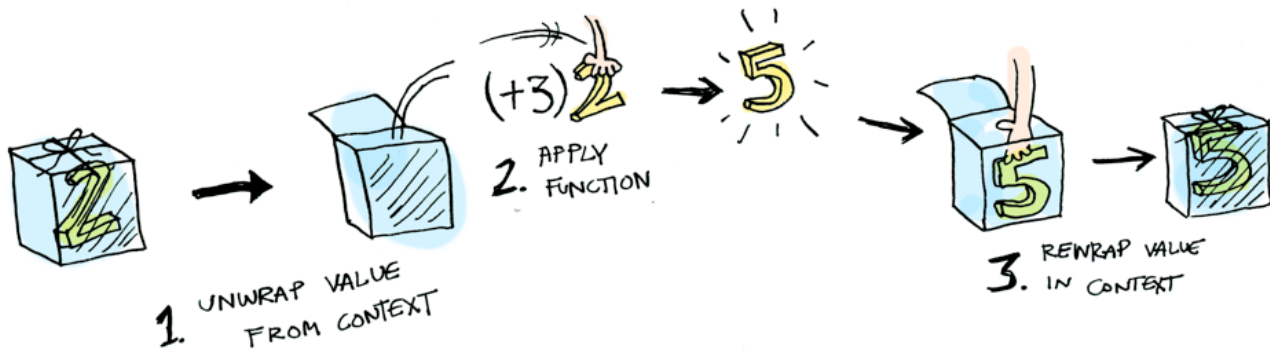 2
1. UNWRAP VALUE
FROM CONTEXT
(+3)2
2. APPLY
FUNCTION
5
5
3. REWRAP VALUE
IN CONTEXT
5